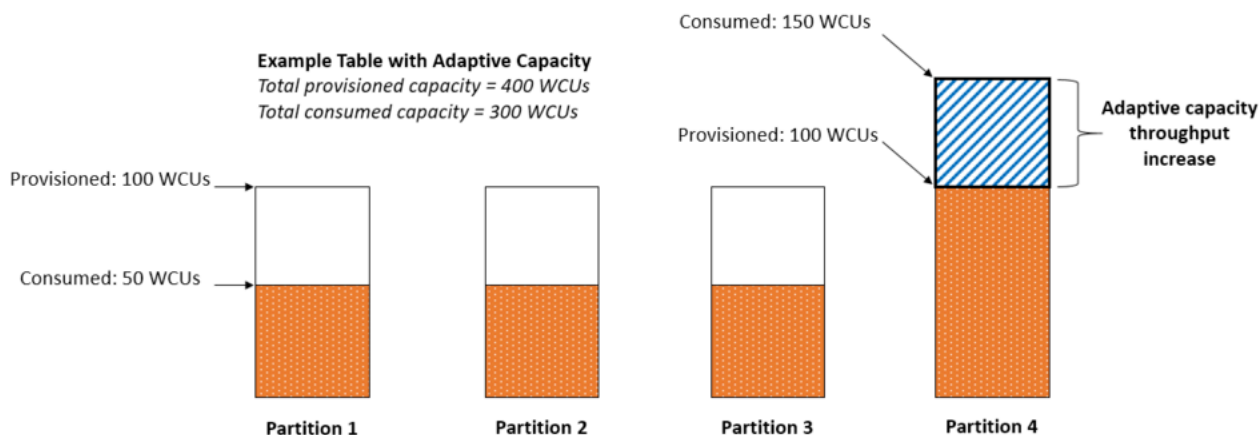 Consumed: 150 WCUs
Example Table with Adaptive Capacity
Total provisioned capacity = 400 WCUs
Total consumed capacity = 300 WCUs
Adaptive capacity
throughput
increase
Provisioned: 100 WCUs
Provisioned: 100 WCUs
Consumed: 50 WCUs
Partition 1
Partition 2
Partition 3
Partition 4